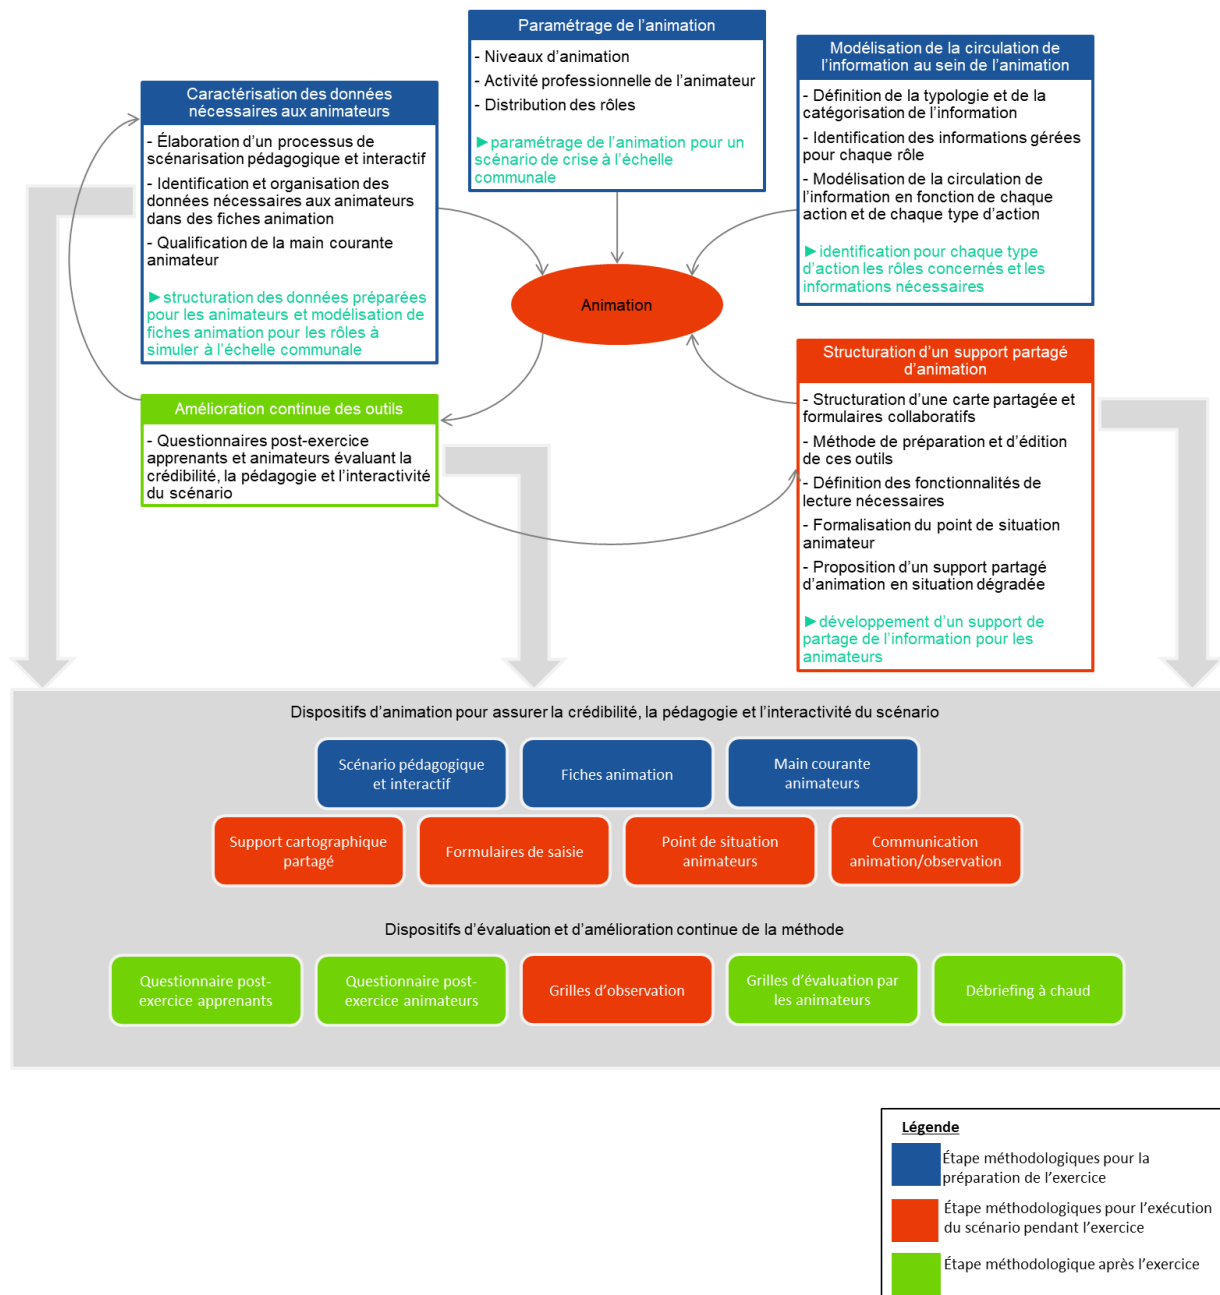 Paramétrage de l'animation
- Niveaux d'animation
- Activité professionnelle de l'animateur
- Distribution des rôles
►paramétrage de l'animation pour un
scénario de crise à l'échelle
communale
Modélisation de la circulation de
l'information au sein de l'animation
- Définition de la typologie et de la
catégorisation de l'information
- Identification des informations gérées
pour chaque rôle
- Modélisation de la circulation de
l'information en fonction de chaque
action et de chaque type d'action
►identification pour chaque type
d'action les rôles concernés et les
informations nécessaires
Caractérisation des données
nécessaires aux animateurs
- Élaboration d'un processus de
scénarisation pédagogique et interactif
- Identification et organisation des
données nécessaires aux animateurs
dans des fiches animation
- Qualification de la main courante
animateur
►structuration des données préparées
pour les animateurs et modélisation de
fiches animation pour les rôles à
simuler à l'échelle communale
Animation
Amélioration continue des outils
- Questionnaires post-exercice
apprenants et animateurs évaluant la
crédibilité, la pédagogie et l'interactivité
du scénario
Structuration d'un support partagé
d'animation
- Structuration d'une carte partagée et
formulaires collaboratifs
- Méthode de préparation et d'édition
de ces outils
- Définition des fonctionnalités de
lecture nécessaires
- Formalisation du point de situation
animateur
- Proposition d'un support partagé
d'animation en situation dégradée
►développement d'un support de
partage de l'information pour les
animateurs
Dispositifs d'animation pour assurer la crédibilité, la pédagogie et l'interactivité du scénario
Scénario pédagogique
et interactif
Fiches animation
Main courante
animateurs
Support cartographique
partagé
Formulaires de saisie
Point de situation
animateurs
Communication
animation/observation
Dispositifs d'évaluation et d'amélioration continue de la méthode
Questionnaire post-
exercice apprenants
Questionnaire post-
exercice animateurs
Grilles d'observation
Grilles d'évaluation par
les animateurs
Débriefing à chaud
Légende
Étape méthodologiques pour la
préparation de l'exercice
Étape méthodologiques pour l'exécution
du scénario pendant l'exercice
Étape méthodologique après l'exercice